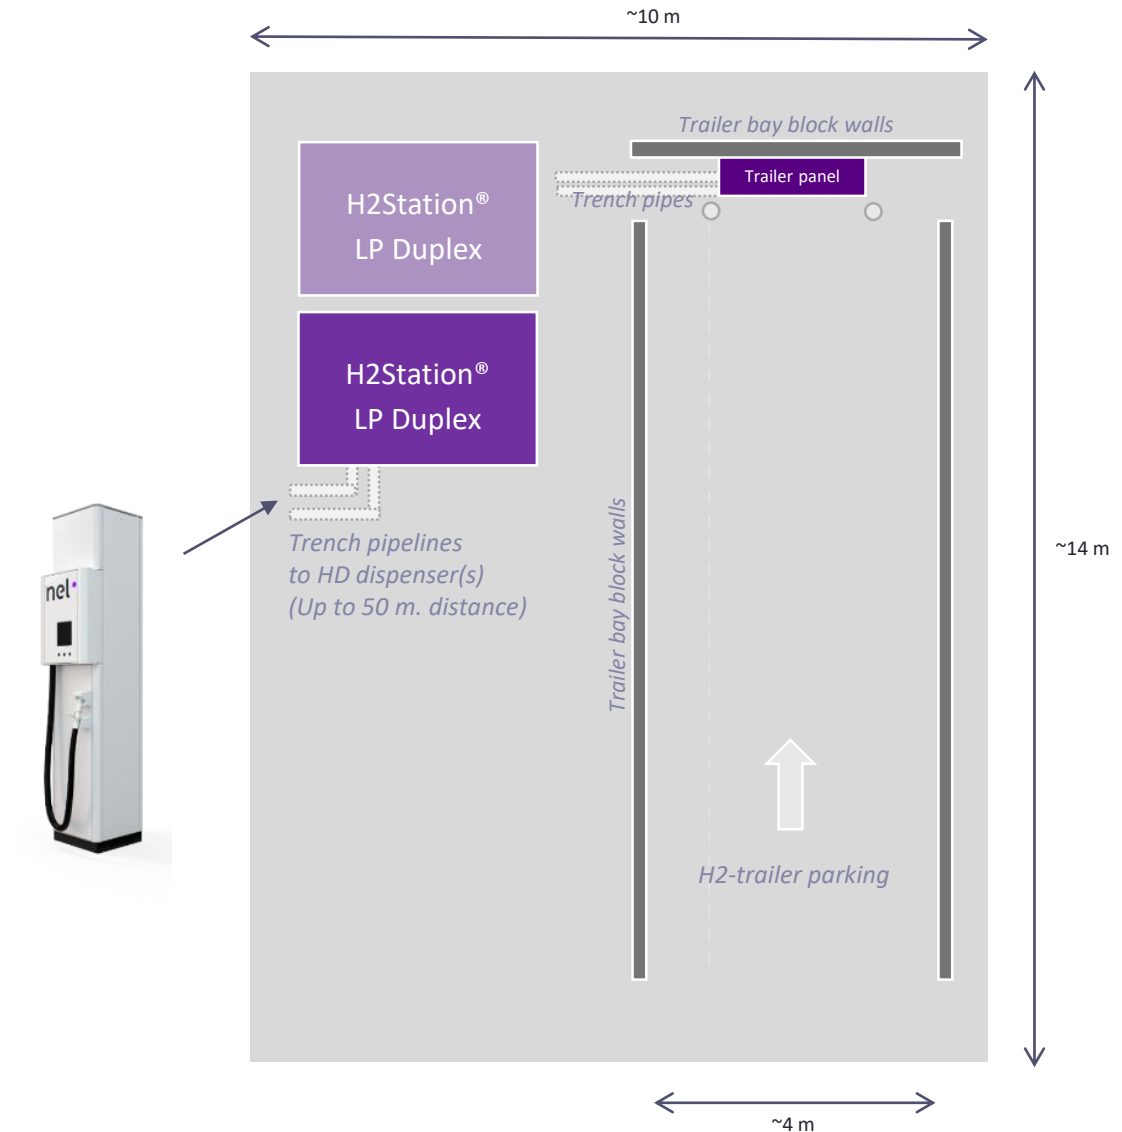 ~10 m
Trailer bay block walls
Trailer panel
Trench pipes
H2Station®
LP Duplex
H2Station®
LP Duplex
Trench pipelines
to HD dispenser(s)
(Up to 50 m. distance)
nel
Trailer bay block walls
~14 m
H2-trailer parking
~4 m